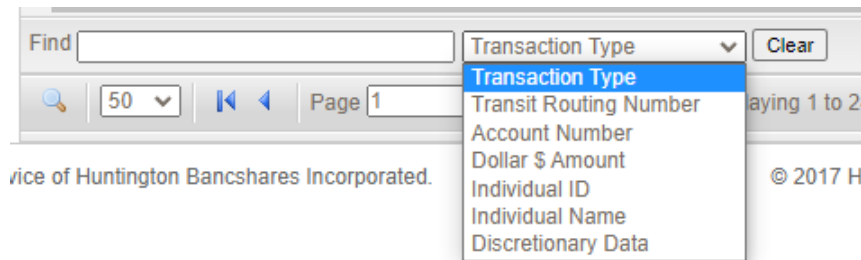 Find Transaction Type Clear
Transaction Type
50 Page 1 Transit Routing Number aying 1 to 2
Account Number
Dollar $ Amount
vice of Huntington Bancshares Incorporated. Individual ID © 2017 H
Individual Name
Discretionary Data